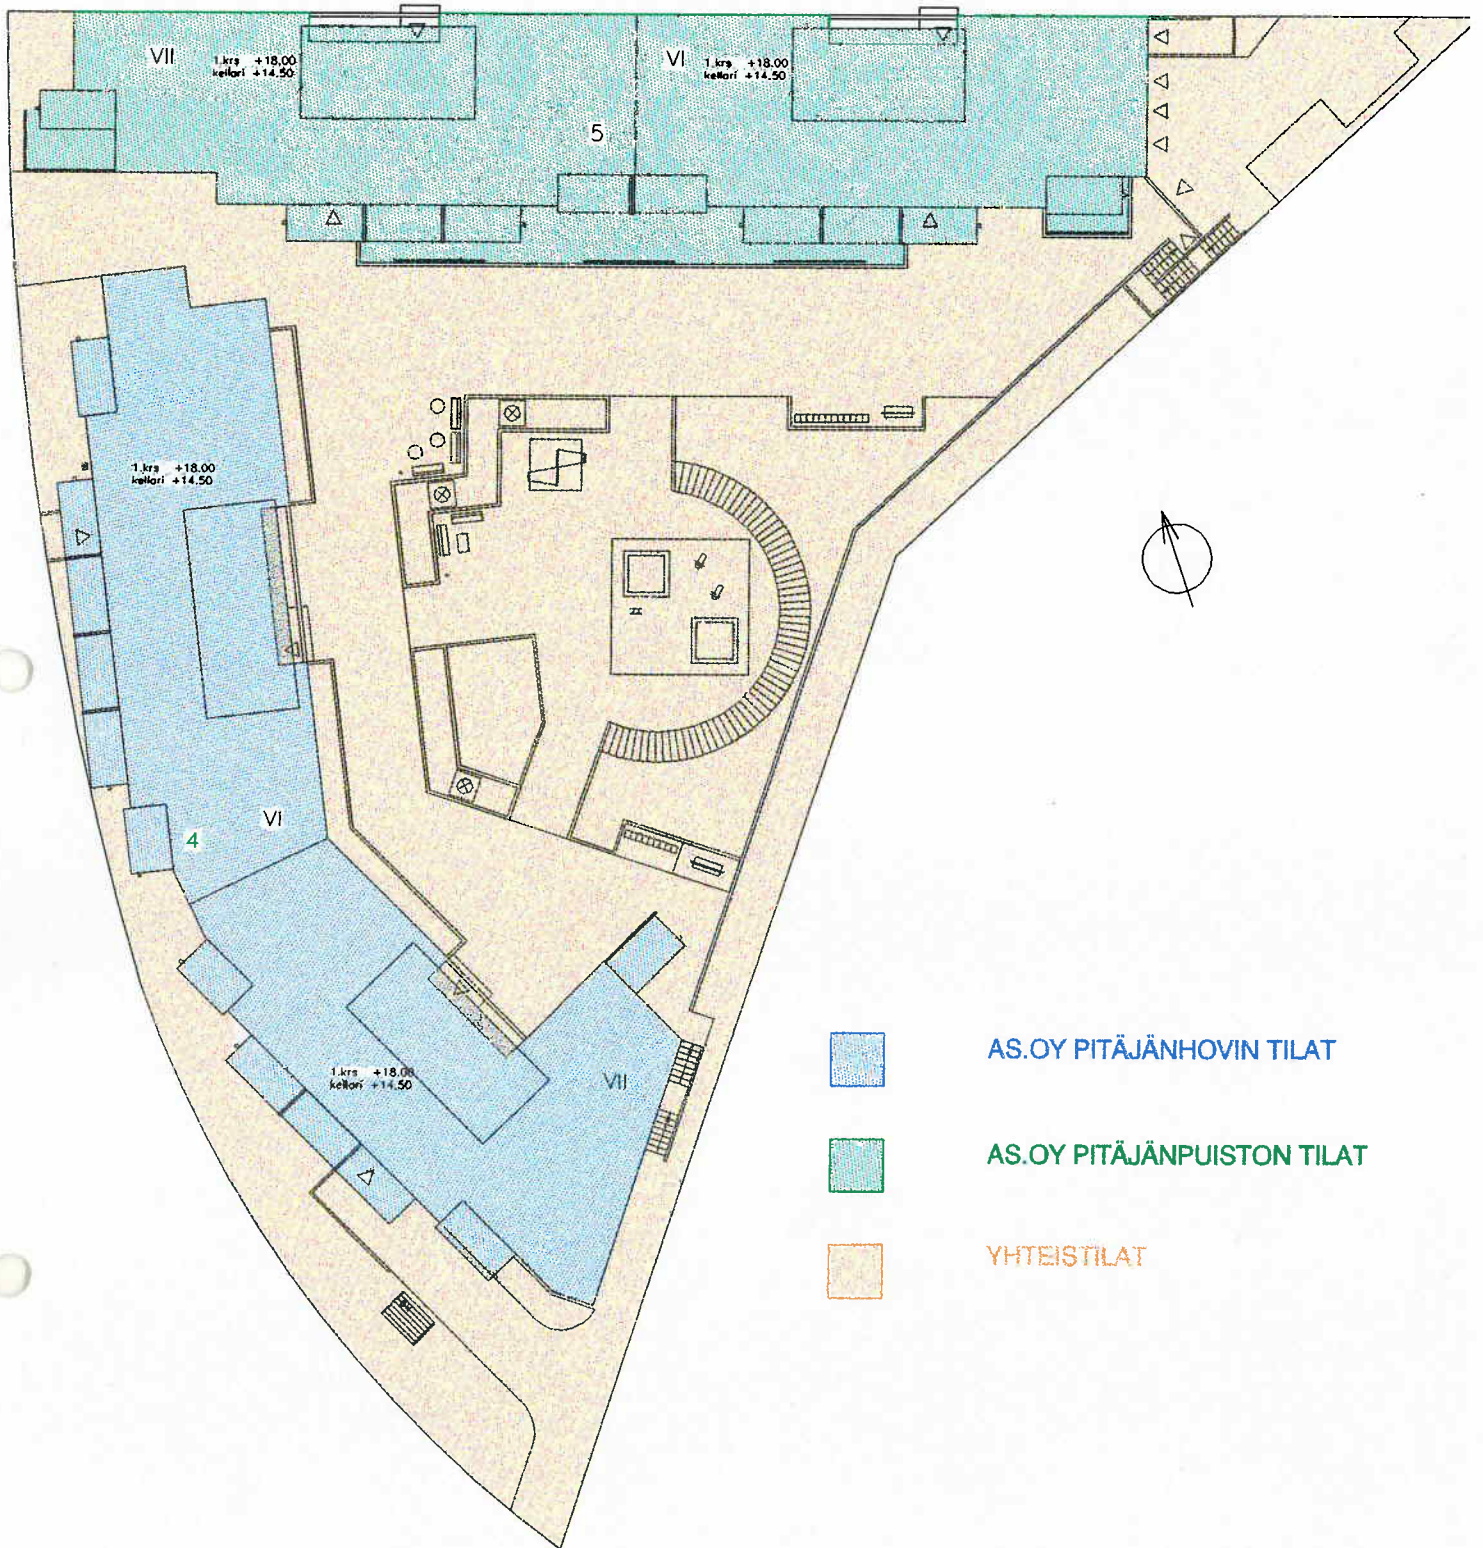 VII
1.krs +18.00
kellari +14.50
VI
1.krs +18.00
kellari +14.50
5
1.krs +18.00
kellari +14.50
VI
4
1.krs +18.00
kellari +14.50
VII
AS.OY PITÄJÄNHOVIN TILAT
AS.OY PITÄJÄNPUISTON TILAT
YHTEISTILAT